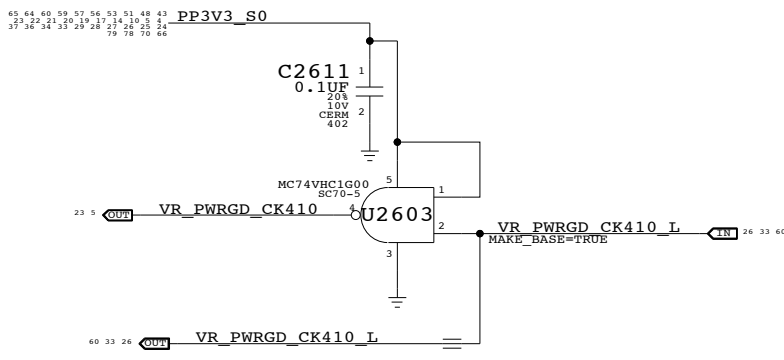 65 64 60 59 57 56 53 51 48 43
23 22 21 20 19 17 14 10 5 4
37 36 34 33 29 28 27 26 25 24
79 78 70 66
PP3V3_S0
C2611
1
0.1UF
20%
10V
CERM
402
2
MC74VHC1G00
SC70-5
5
1
23 5
OUT
VR_PWRGD_CK410
4
U2603
2
VR_PWRGD_CK410_L
MAKE_BASE=TRUE
IN
26 33 60
3
60 33 26
OUT
VR_PWRGD_CK410_L